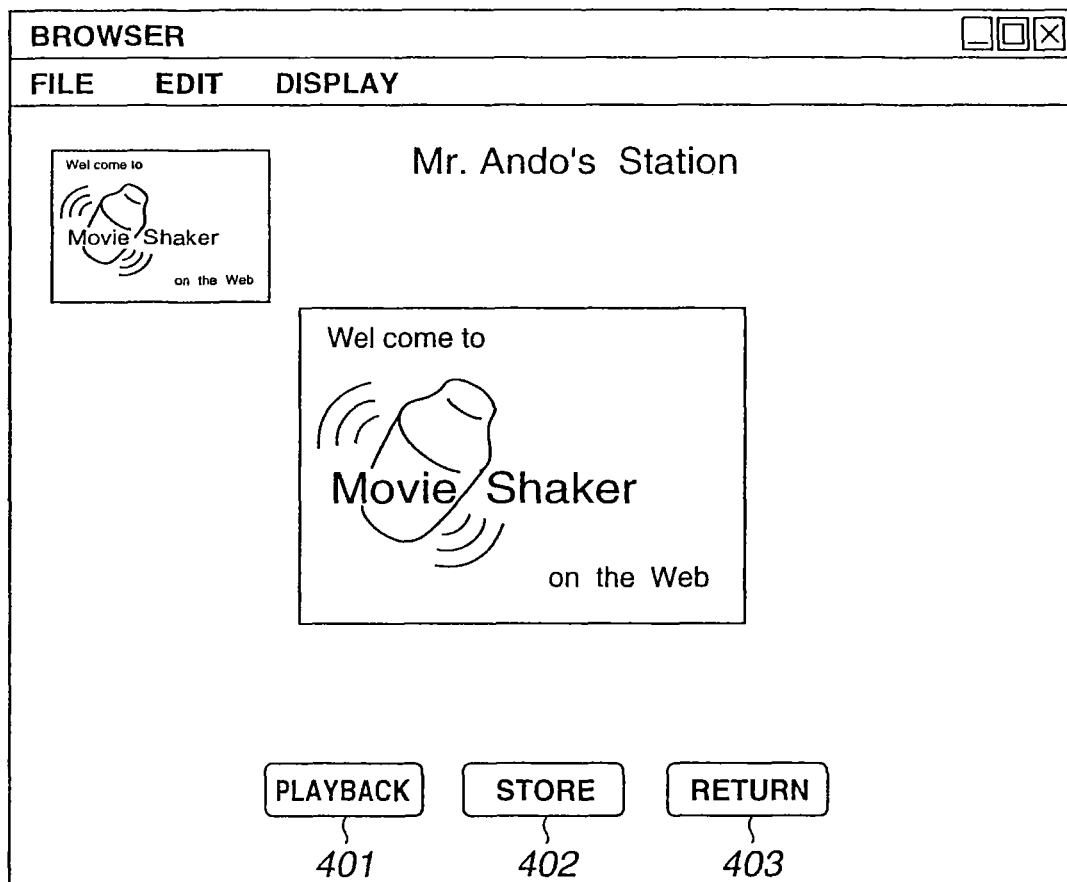 BROWSER
FILE EDIT DISPLAY
Wel come to
Movie Shaker
on the Web
Mr. Ando's Station
Wel come to
Movie Shaker
on the Web
PLAYBACK STORE RETURN
401 402 403